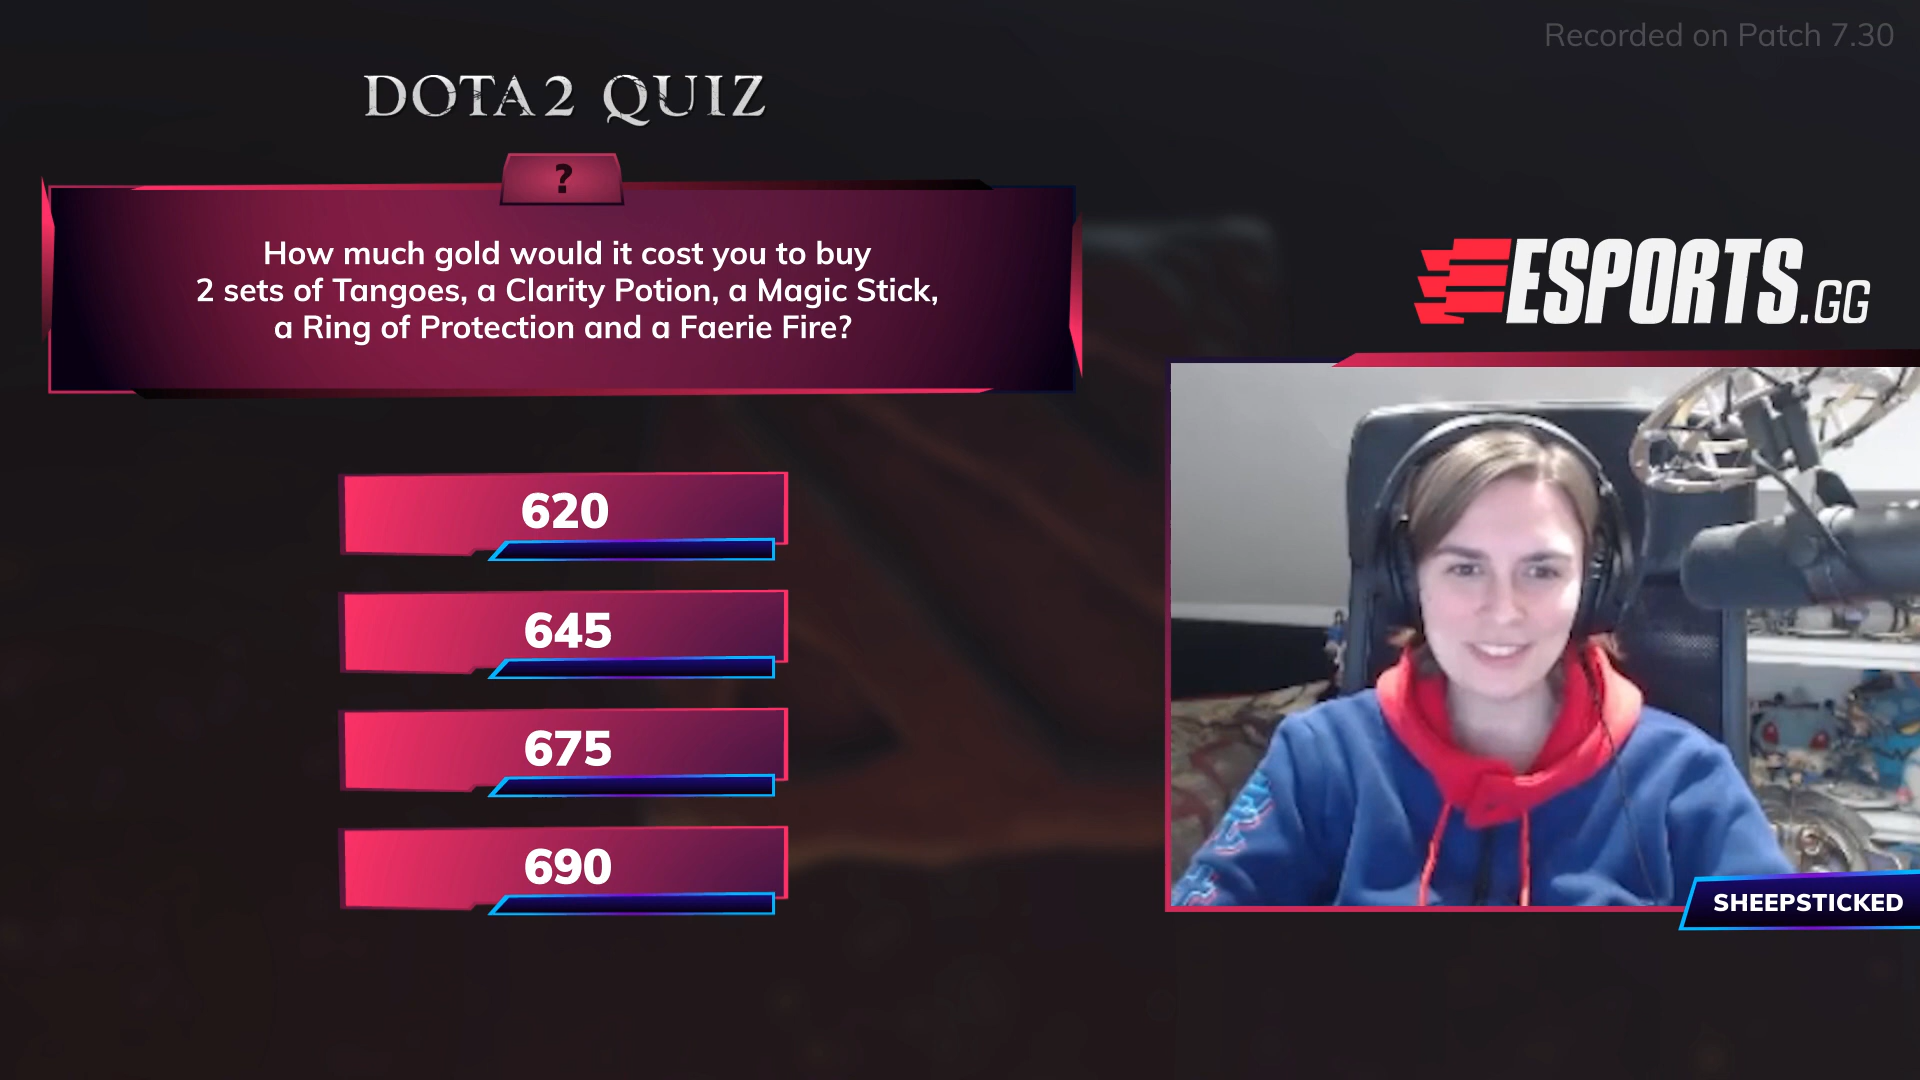 Recorded on Patch 7.30
DOTA2 QUIZ
?
How much gold would it cost you to buy
2 sets of Tangoes, a Clarity Potion, a Magic Stick,
a Ring of Protection and a Faerie Fire?
ESPORTS.GG
620
645
675
690
SHEEPSTICKED